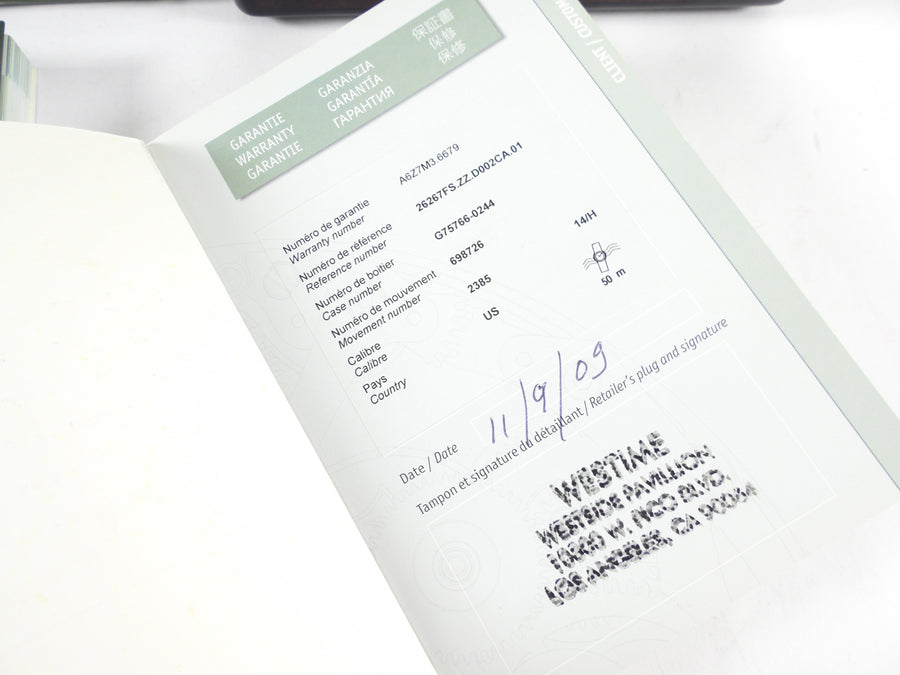 GARANTIE GARANZIA 保証書
WARRANTY GARANTÍA 保修
GARANTIE ГАРАНТИЯ 保修
CLIENT / CUSTOM
Numéro de garantie A6Z7M3 6679
Warranty number
Numéro de référence 26267FS.ZZ.D002CA.01
Reference number
Numéro de boitier G75766-0244 14/H
Case number
Numéro de mouvement 698726
Movement number
50 m
Calibre 2385
Calibre
Pays US
Country
Date / Date 11/9/09
Tampon et signature du détaillant / Retailer's plug and signature
WESTIME
WESTSIDE PAVILLION
10800 W. PICO BLVD.
LOS ANGELES, CA 90064